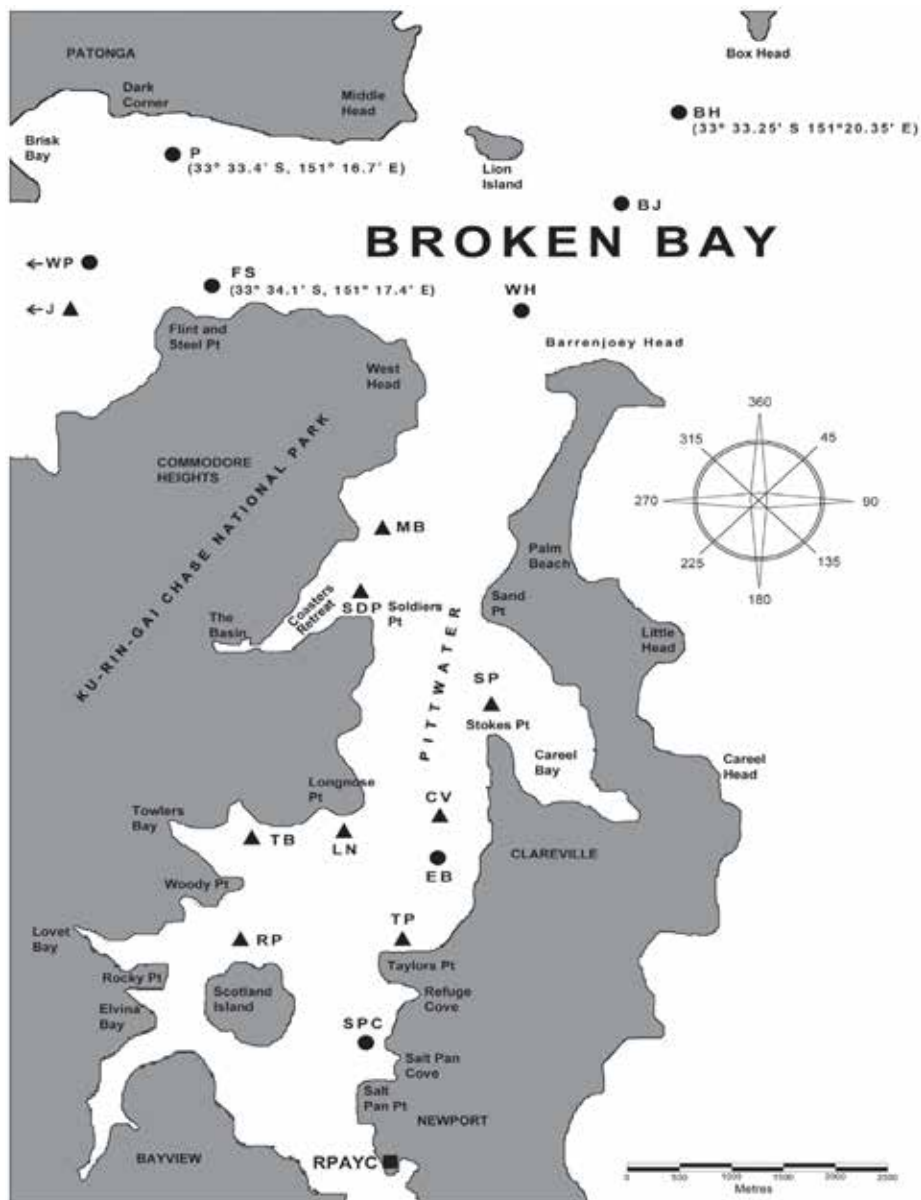 PATONGA
Box Head
Dark
Corner
Middle
Head
BH
(33° 33.25' S 151°20.35' E)
Brisk
Bay
P
(33° 33.4' S, 151° 16.7' E)
Lion
Island
BJ
BROKEN BAY
←WP
FS
(33° 34.1' S, 151° 17.4' E)
WH
←J
Flint and
Steel Pt
Barrenjoey Head
West
Head
360
315
45
270
90
225
135
180
COMMODORE
HEIGHTS
KU-RIN-GAI CHASE NATIONAL PARK
MB
Palm
Beach
Coasters
Retreat
SDP
Soldiers
Pt
Sand
Pt
The
Basin
Little
Head
PITTWATER
SP
Stokes Pt
Careel
Bay
Careel
Head
Longnose
Pt
CV
Towlers
Bay
TB
LN
CLAREVILLE
EB
Woody Pt
TP
Lovet
Bay
RP
Taylors Pt
Rocky Pt
Scotland
Island
Refuge
Cove
Elvina
Bay
SPC
Salt Pan
Cove
Salt
Pan Pt
NEWPORT
BAYVIEW
RPAYC
0 500 1000 1500 2000 2500
Metres